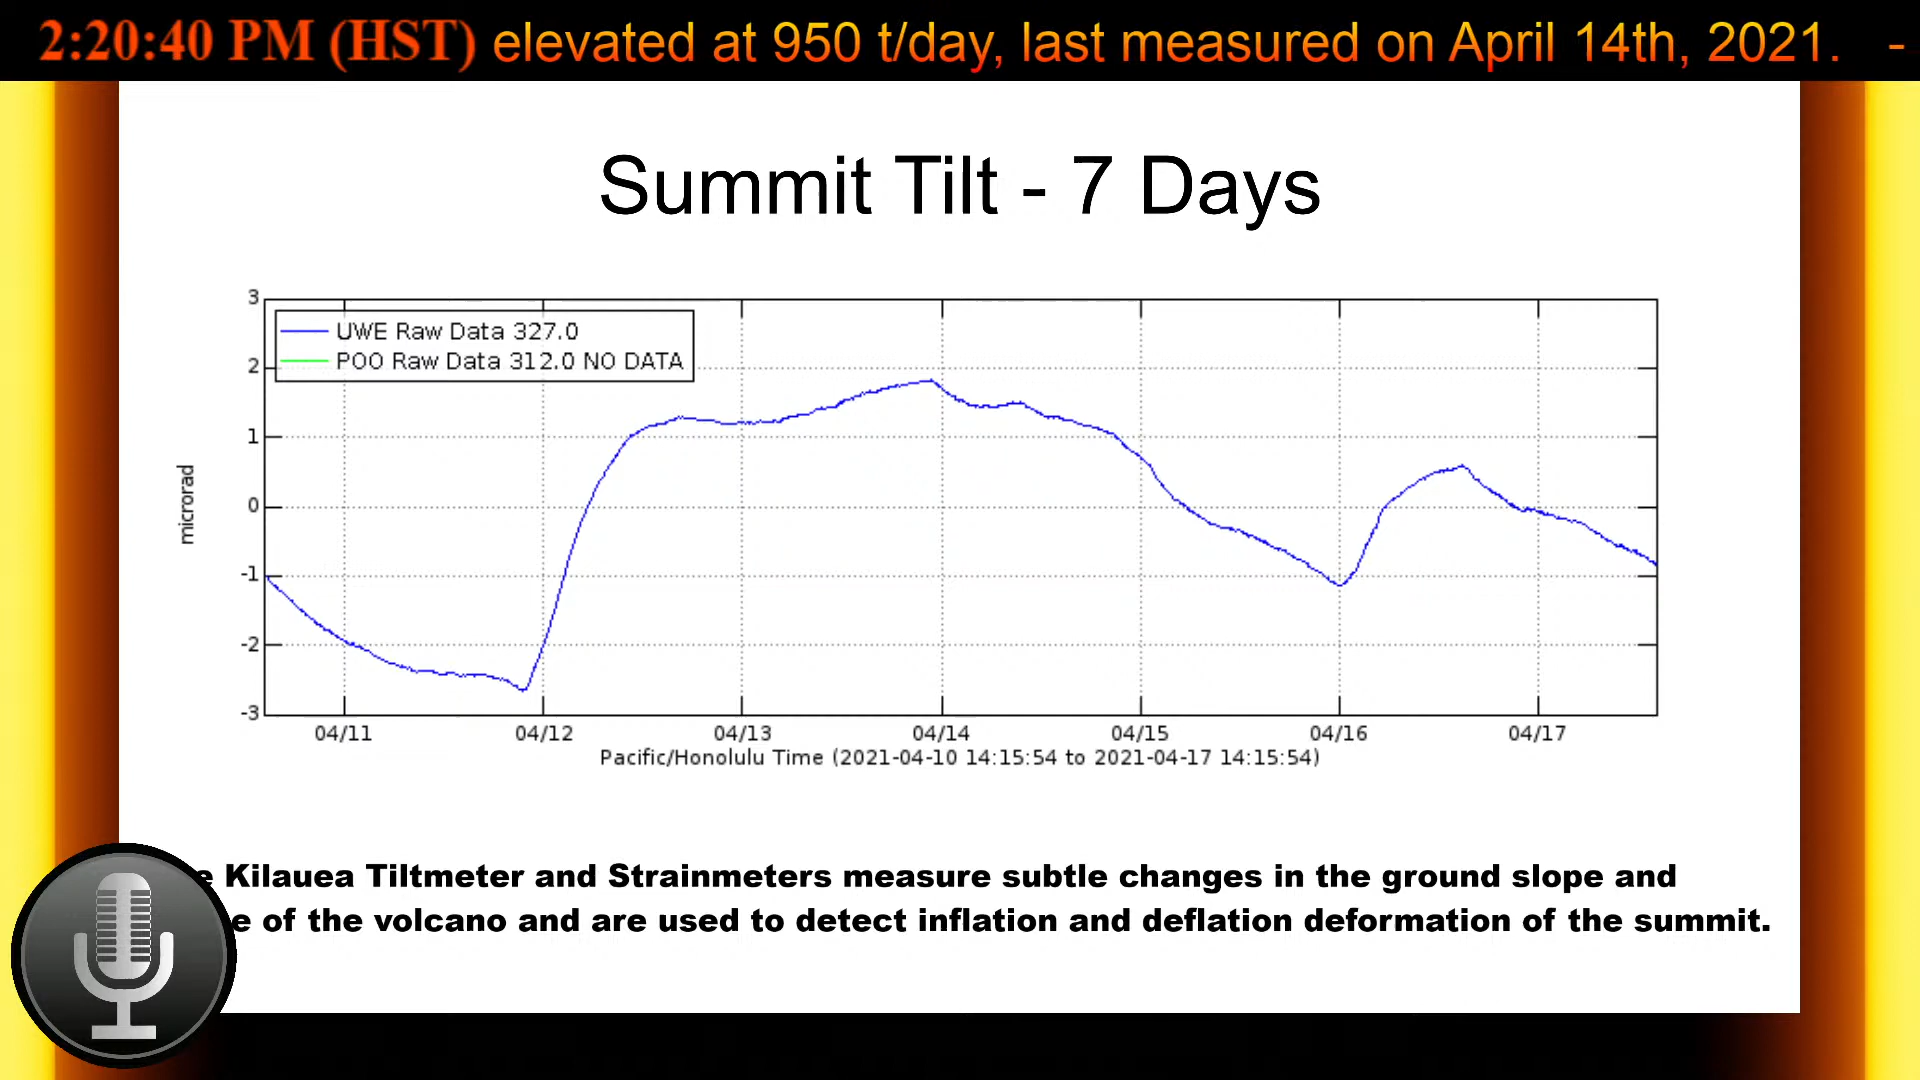 2:20:40 PM (HST) elevated at 950 t/day, last measured on April 14th, 2021. -
Summit Tilt - 7 Days
3
UWE Raw Data 327.0
POO Raw Data 312.0 NO DATA
2
1
0
-1
-2
-3
microrad
04/11 04/12 04/13 04/14 04/15 04/16 04/17
Pacific/Honolulu Time (2021-04-10 14:15:54 to 2021-04-17 14:15:54)
e Kilauea Tiltmeter and Strainmeters measure subtle changes in the ground slope and
e of the volcano and are used to detect inflation and deflation deformation of the summit.